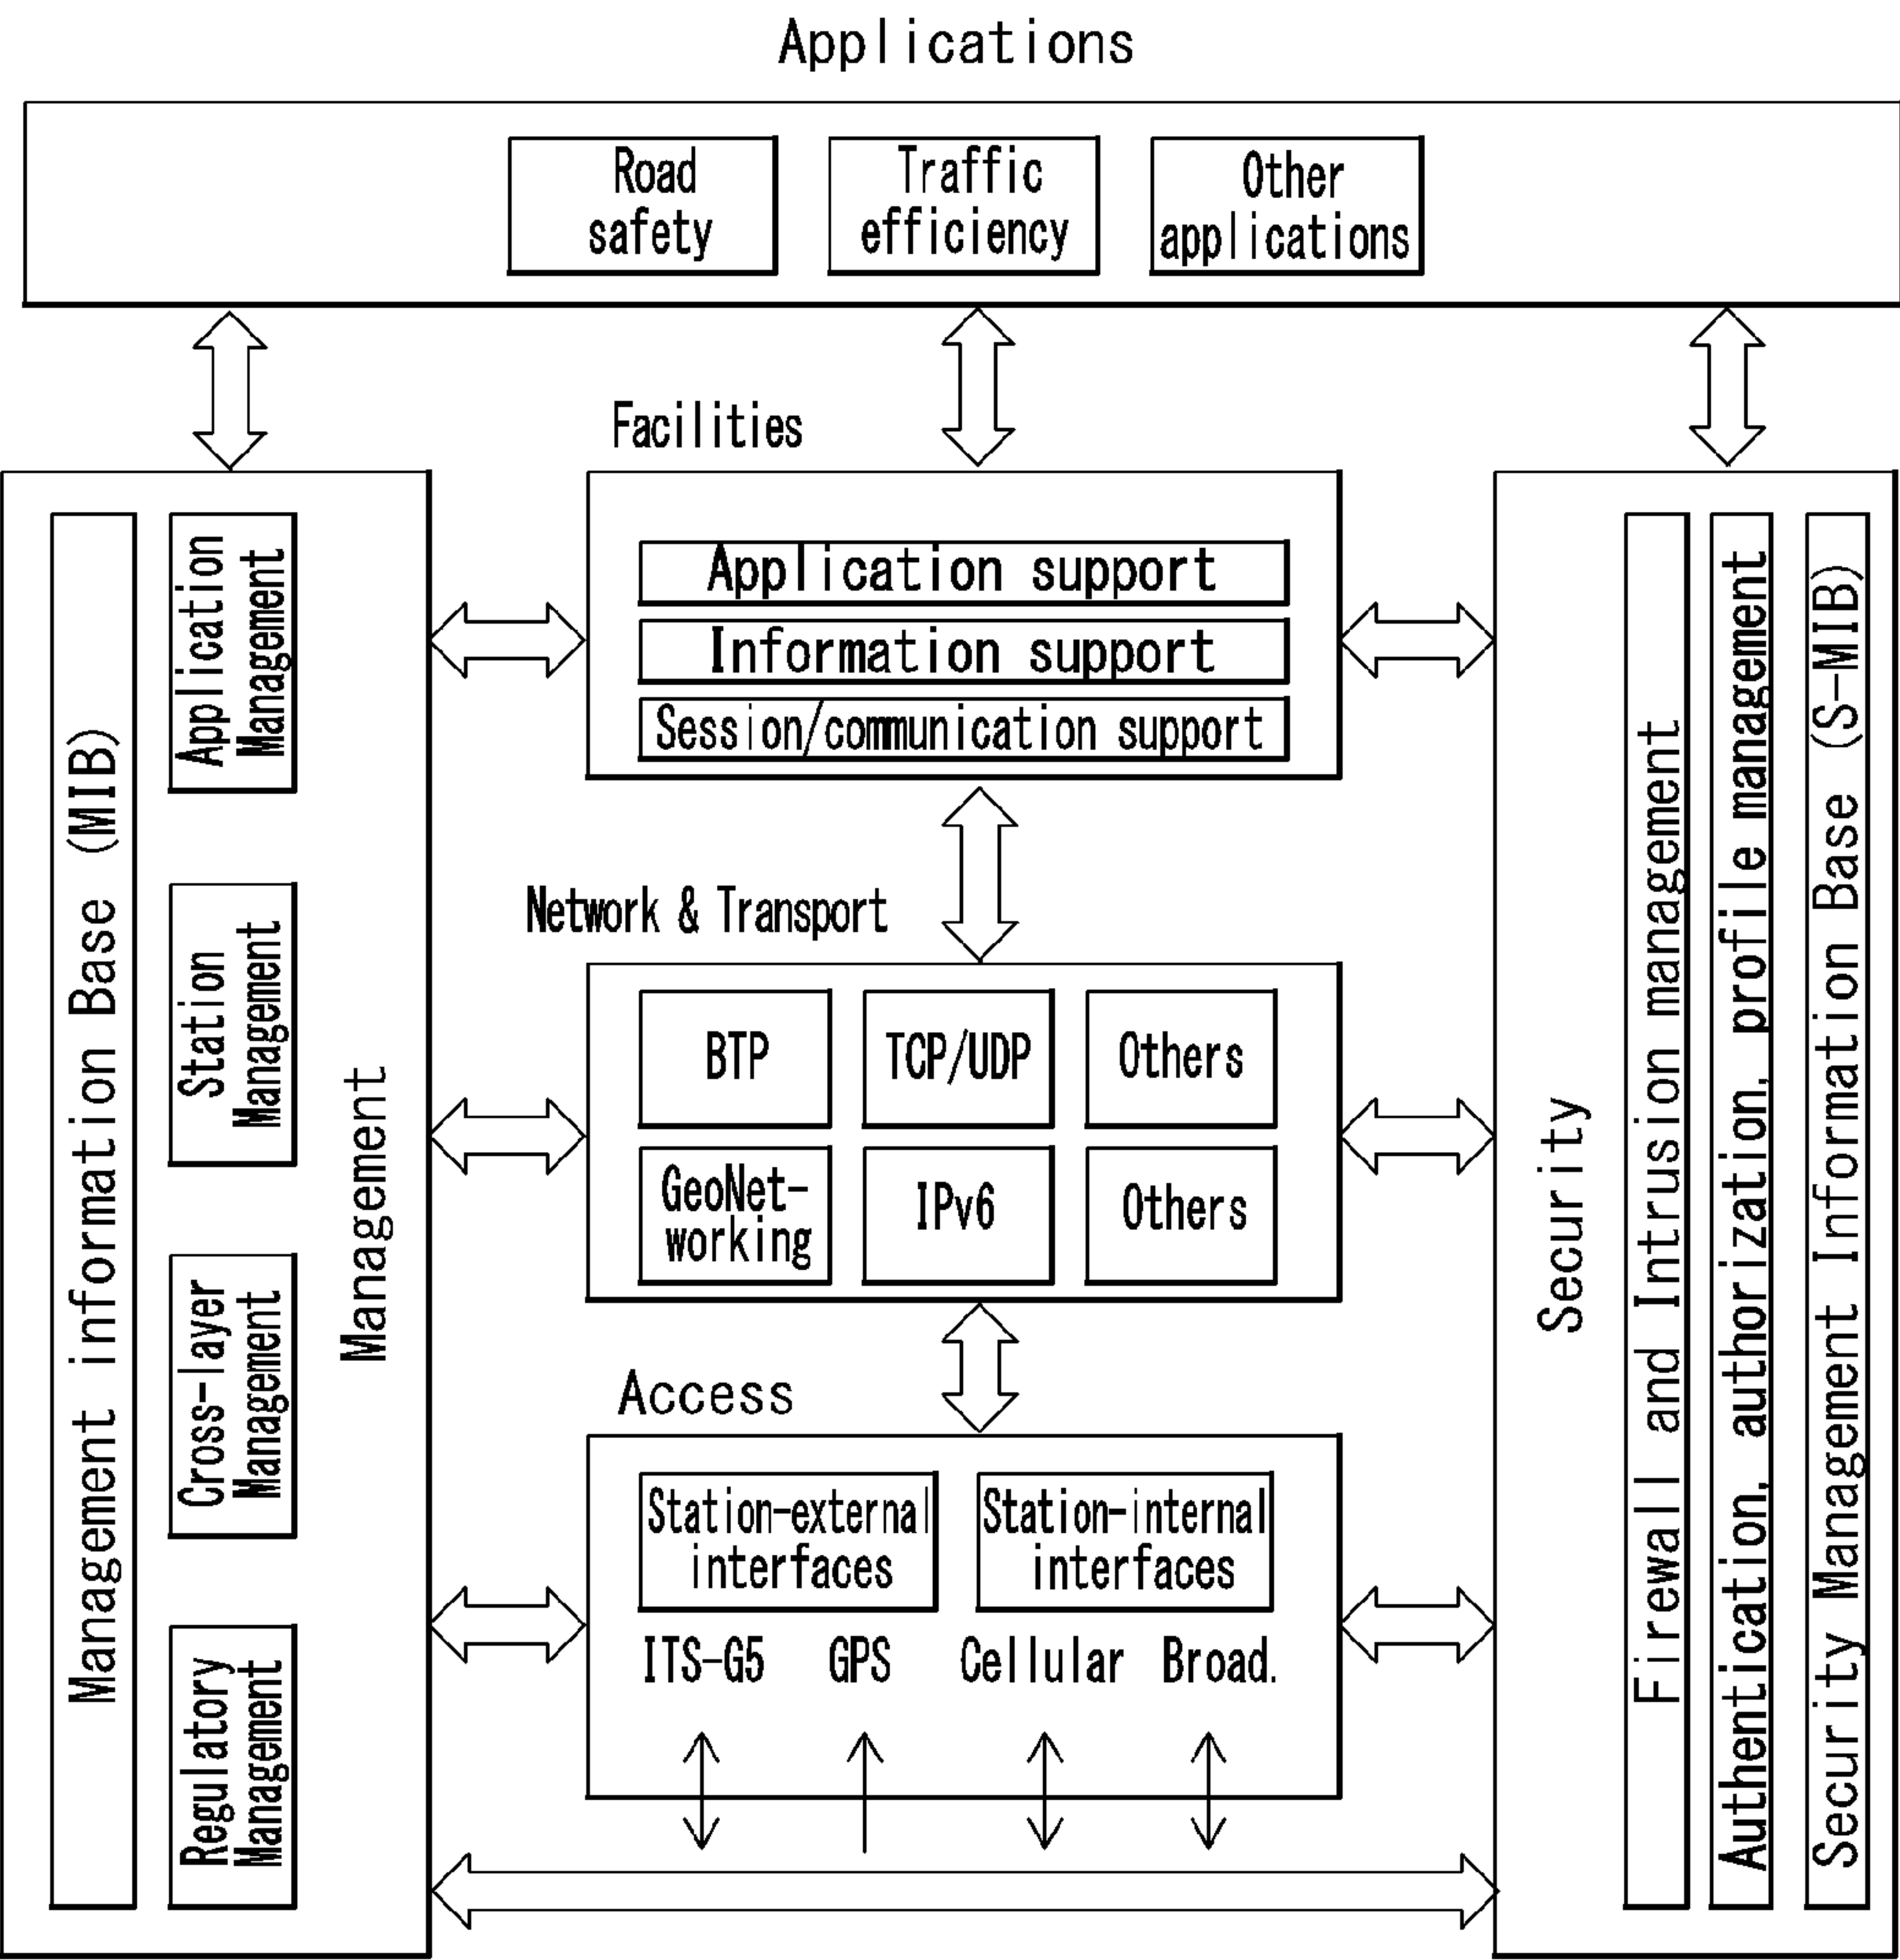 Applications
Road
safety
Traffic
efficiency
Other
applications
Management information Base (MIB)
Application
Management
Station
Management
Cross-layer
Management
Regulatory
Management
Management
Facilities
Application support
Information support
Session/communication support
Network & Transport
BTP
TCP/UDP
Others
GeoNet-
working
IPv6
Others
Access
Station-external
interfaces
Station-internal
interfaces
ITS-G5
GPS
Cellular
Broad.
Security
Firewall and Intrusion management
Authentication, authorization, profile management
Security Management Information Base (S-MIB)